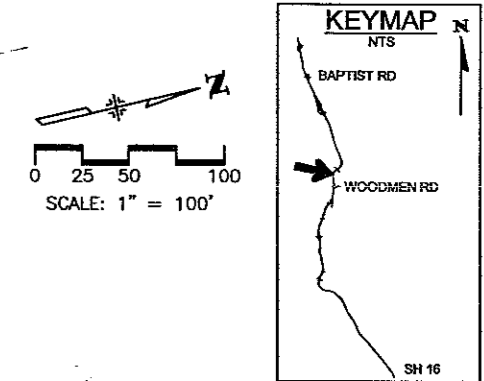 N
0 25 50 100
SCALE: 1" = 100'
KEYMAP
NTS
N
BAPTIST RD
WOODMEN RD
SH 16